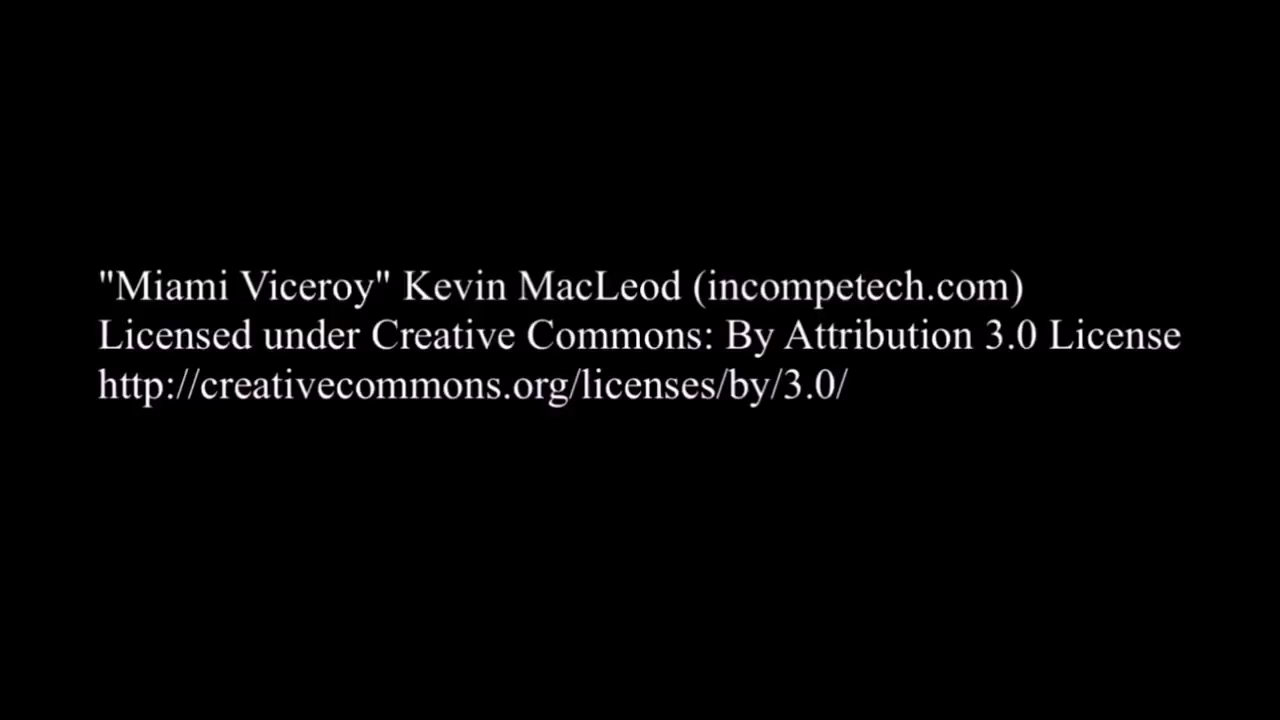 "Miami Viceroy" Kevin MacLeod (incompetech.com)
Licensed under Creative Commons: By Attribution 3.0 License
http://creativecommons.org/licenses/by/3.0/